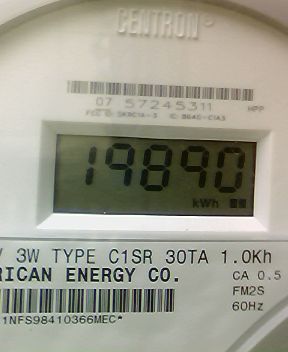 CENTRON®
07 57245311 HPP
19890
kWh
V 3W TYPE C1SR 30TA 1.0Kh
RICAN ENERGY CO.
CA 0.5
FM2S
60Hz
1NFS98410366MEC*